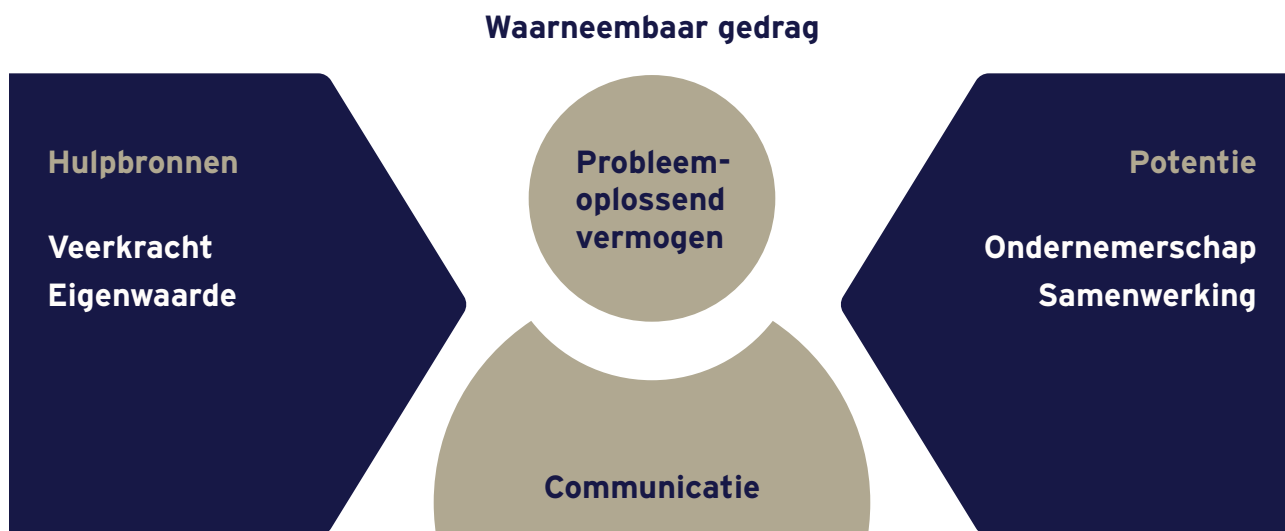 Waarneembaar gedrag
Hulpbronnen
Veerkracht
Eigenwaarde
Probleem-
oplossend
vermogen
Communicatie
Potentie
Ondernemerschap
Samenwerking